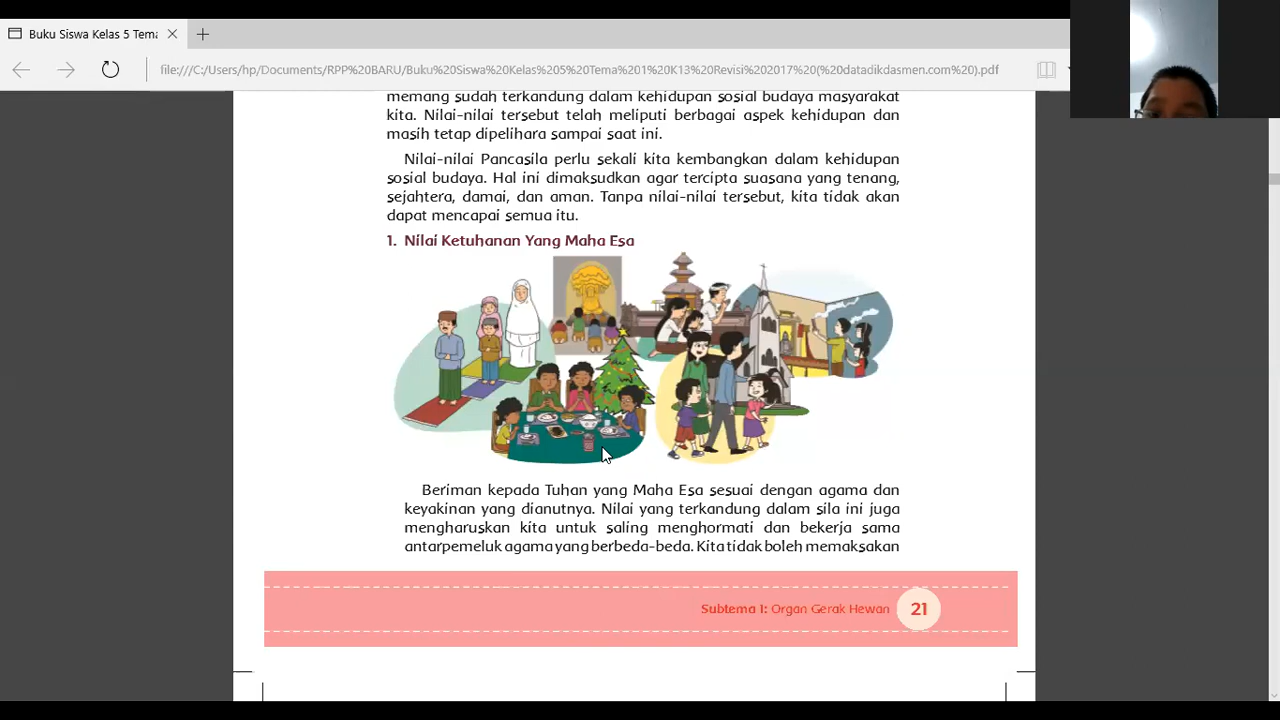 Buku Siswa Kelas 5 Tema
file:///C:/Users/hp/Documents/RPP%20BARU/Buku%20Siswa%20Kelas%205%20Tema%201%20K13%20Revisi%202017%20(%20datadikdasmen.com%20).pdf
memang sudah terkandung dalam kehidupan sosial budaya masyarakat
kita. Nilai-nilai tersebut telah meliputi berbagai aspek kehidupan dan
masih tetap dipelihara sampai saat ini.
Nilai-nilai Pancasila perlu sekali kita kembangkan dalam kehidupan
sosial budaya. Hal ini dimaksudkan agar tercipta suasana yang tenang,
sejahtera, damai, dan aman. Tanpa nilai-nilai tersebut, kita tidak akan
dapat mencapai semua itu.
1. Nilai Ketuhanan Yang Maha Esa
Beriman kepada Tuhan yang Maha Esa sesuai dengan agama dan
keyakinan yang dianutnya. Nilai yang terkandung dalam sila ini juga
mengharuskan kita untuk saling menghormati dan bekerja sama
antarpemeluk agama yang berbeda-beda. Kita tidak boleh memaksakan
Subtema 1: Organ Gerak Hewan 21